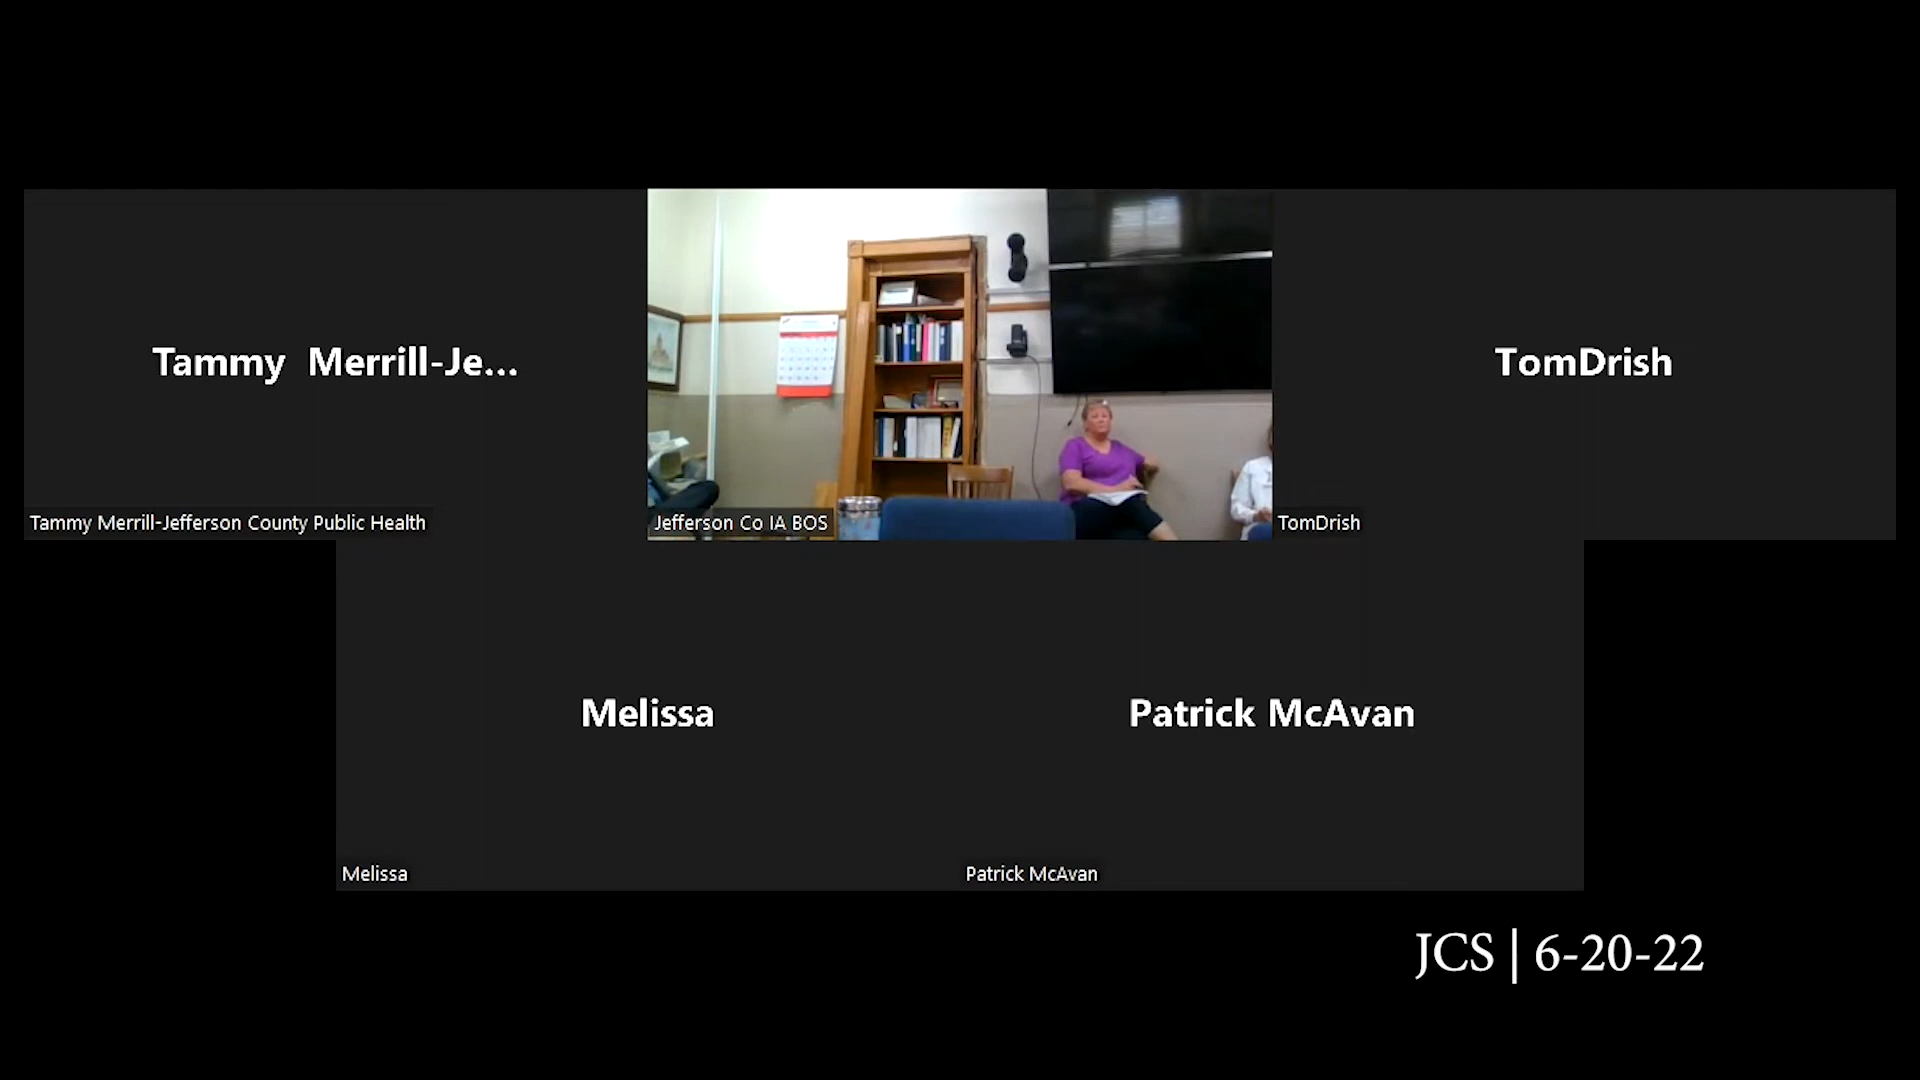 Tammy  Merrill-Je...
TomDrish
Tammy Merrill-Jefferson County Public Health
Jefferson Co IA BOS
TomDrish
Melissa
Patrick McAvan
Melissa
Patrick McAvan
JCS | 6-20-22